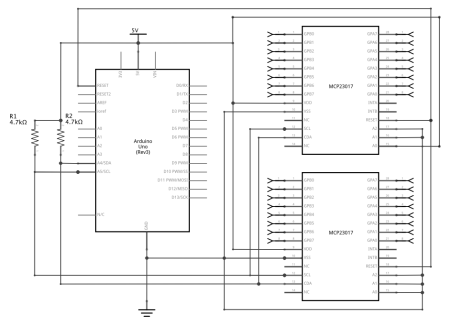 5V
3V3
5V
VIN
RESET
RESET2
AREF
ioref
A0
A1
A2
A3
A4/SDA
A5/SCL
N/C
D0/RX
D1/TX
D2
D3 PWM
D4
D5 PWM
D6 PWM
D7
D8
D9 PWM
D10 PWM/SS
D11 PWM/MOSI
D12/MISO
D13/SCK
GND
Arduino
Uno
(Rev3)
R1
4.7kΩ
R2
4.7kΩ
MCP23017
GPB0
GPB1
GPB2
GPB3
GPB4
GPB5
GPB6
GPB7
VDD
VSS
NC
SCL
SDA
NC
GPA7
GPA6
GPA5
GPA4
GPA3
GPA2
GPA1
GPA0
INTA
INTB
RESET
A2
A1
A0
MCP23017
GPB0
GPB1
GPB2
GPB3
GPB4
GPB5
GPB6
GPB7
VDD
VSS
NC
SCL
SDA
NC
GPA7
GPA6
GPA5
GPA4
GPA3
GPA2
GPA1
GPA0
INTA
INTB
RESET
A2
A1
A0